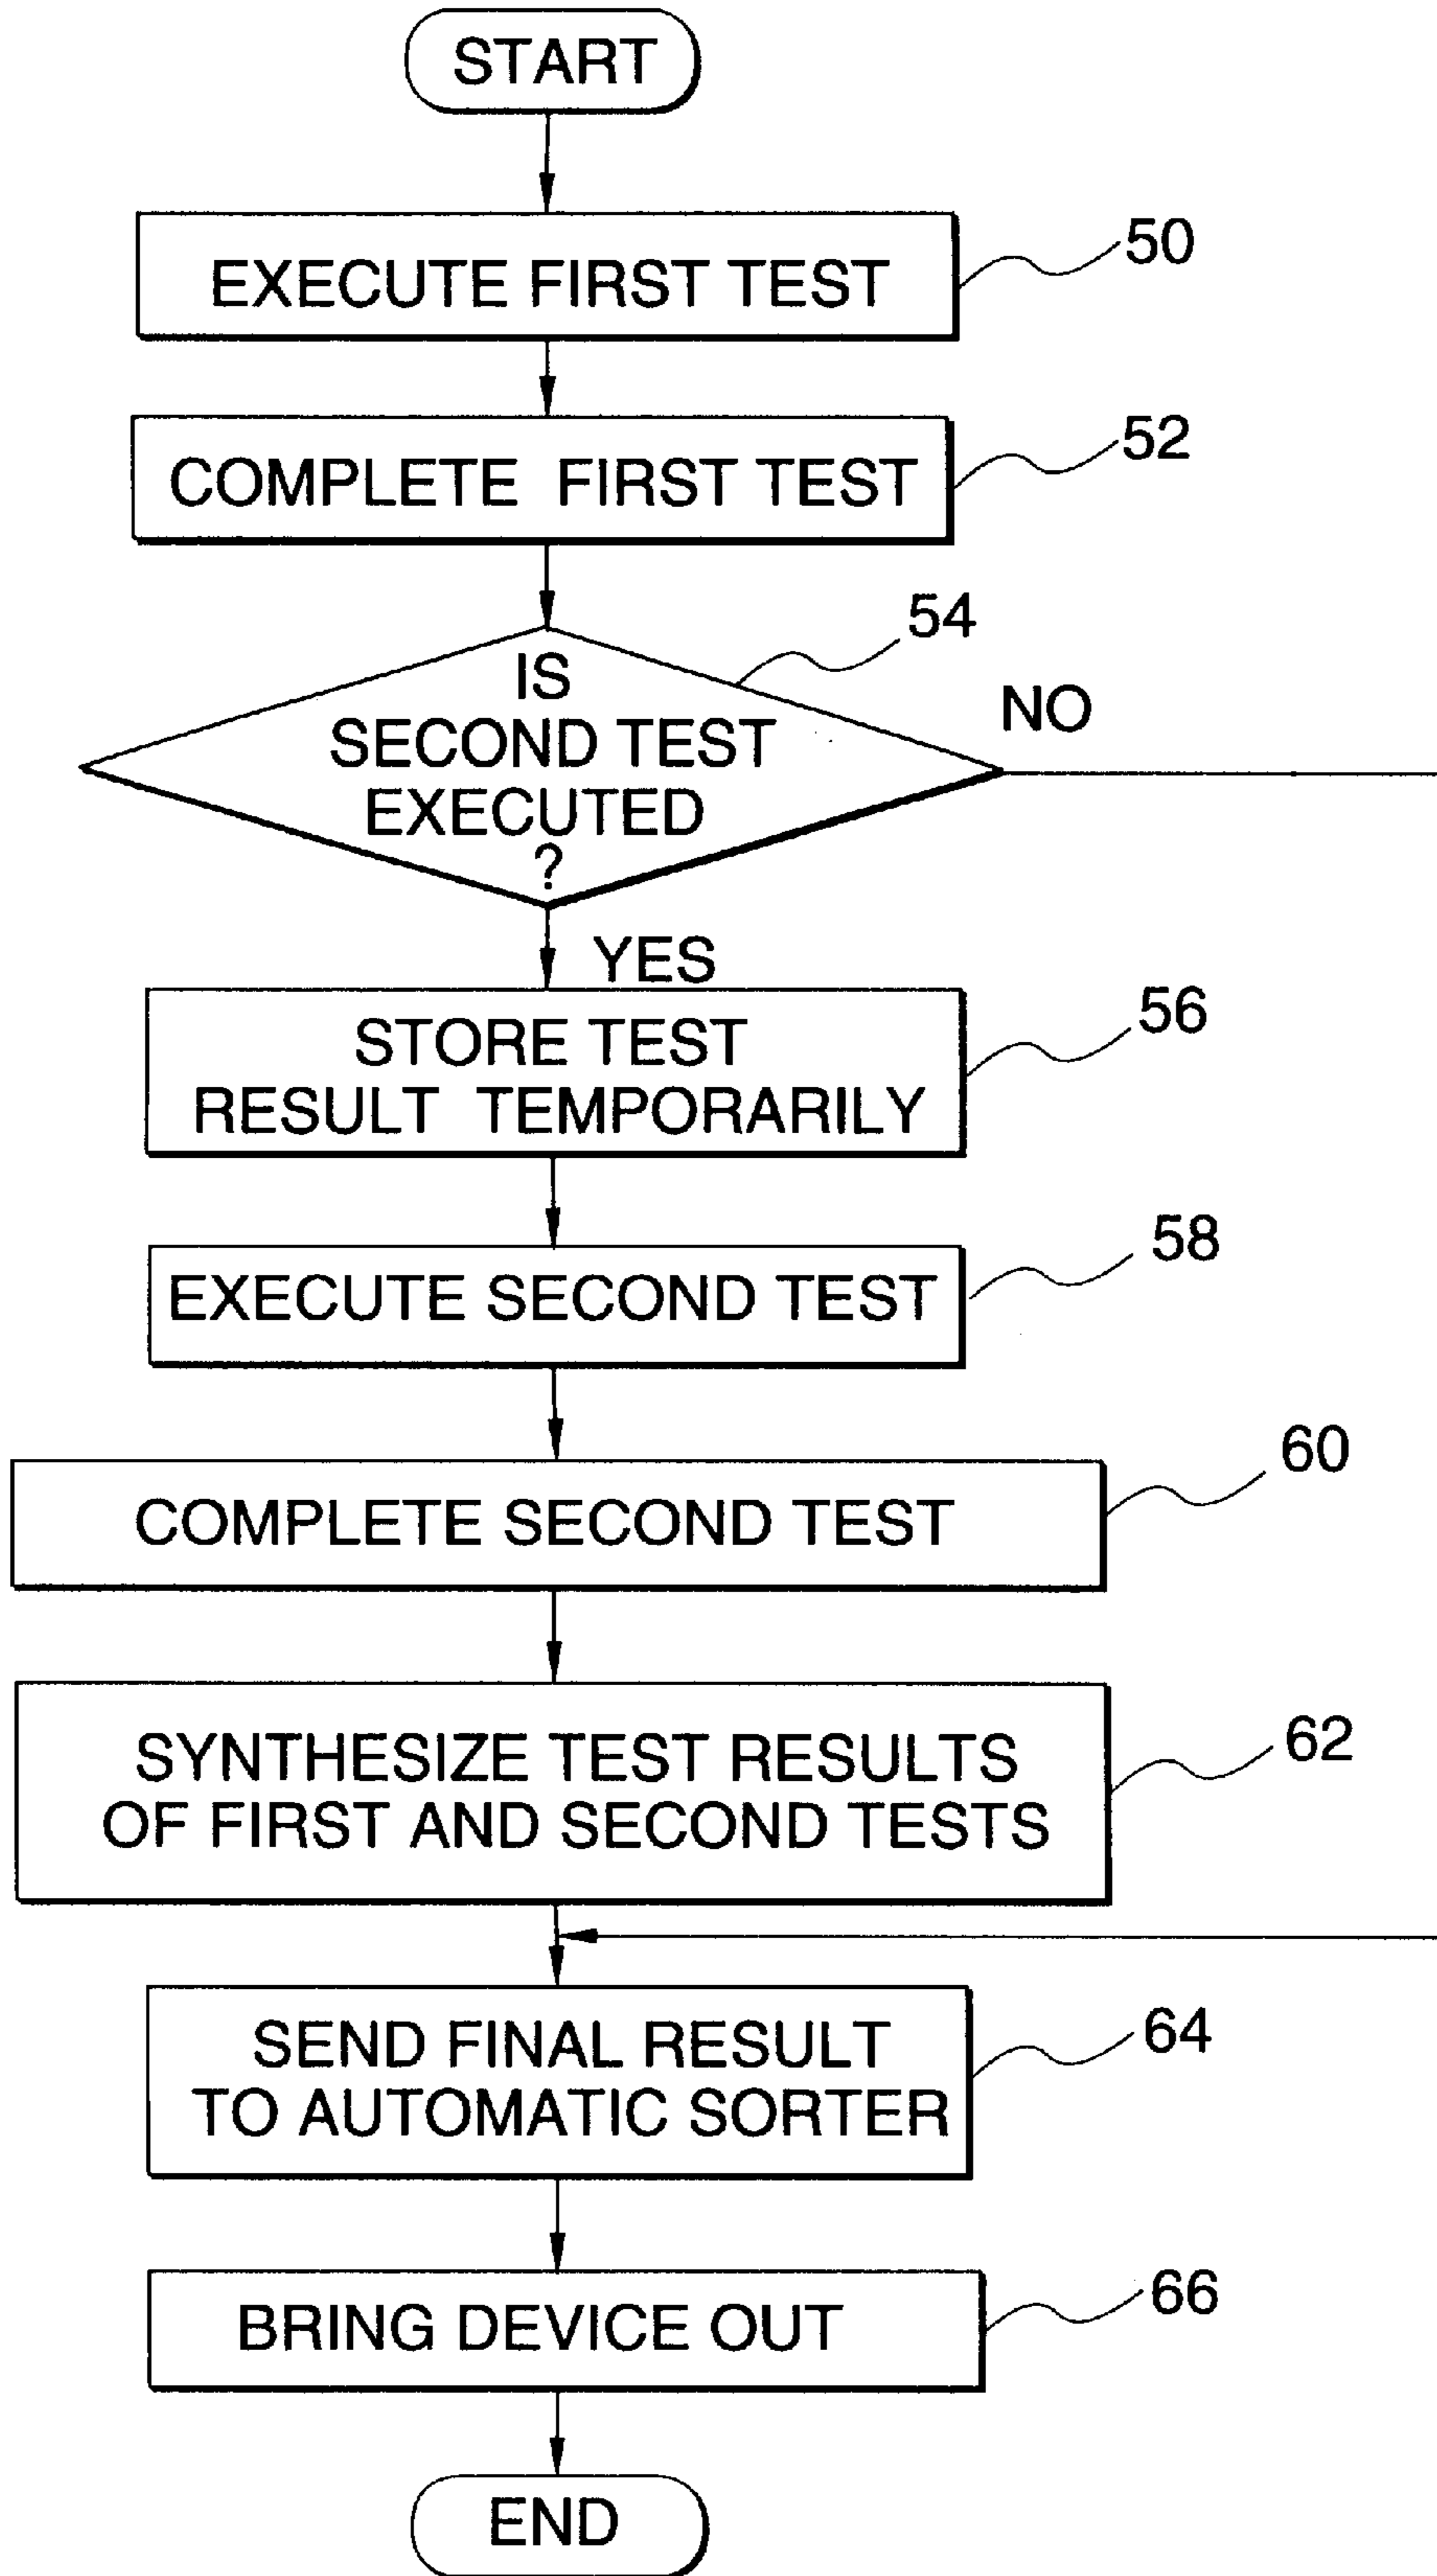 START
EXECUTE FIRST TEST
50
COMPLETE FIRST TEST
52
54
IS
SECOND TEST
EXECUTED
?
NO
YES
STORE TEST
RESULT TEMPORARILY
56
EXECUTE SECOND TEST
58
COMPLETE SECOND TEST
60
SYNTHESIZE TEST RESULTS
OF FIRST AND SECOND TESTS
62
SEND FINAL RESULT
TO AUTOMATIC SORTER
64
BRING DEVICE OUT
66
END